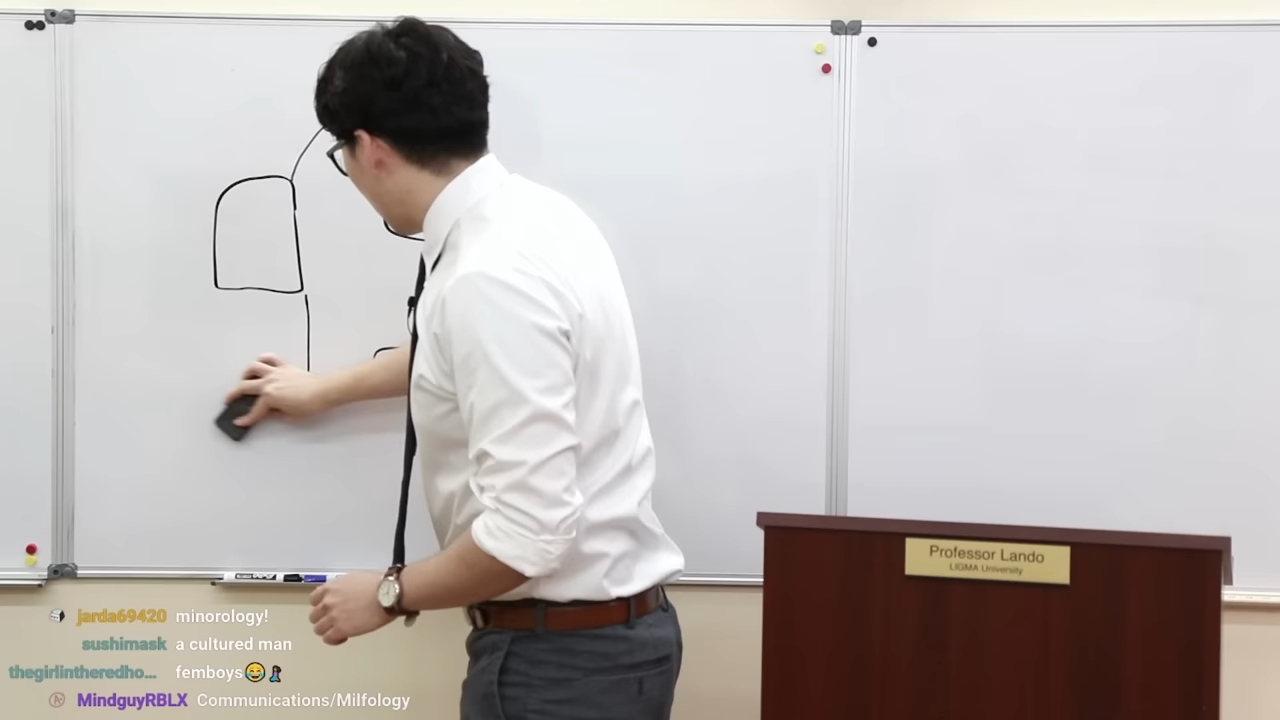 Professor Lando
LIGMA University
jarda69420 minorology!
sushimask a cultured man
thegirlintheredho... femboys😂🤦🏿‍♀️
MindguyRBLX Communications/Milfology